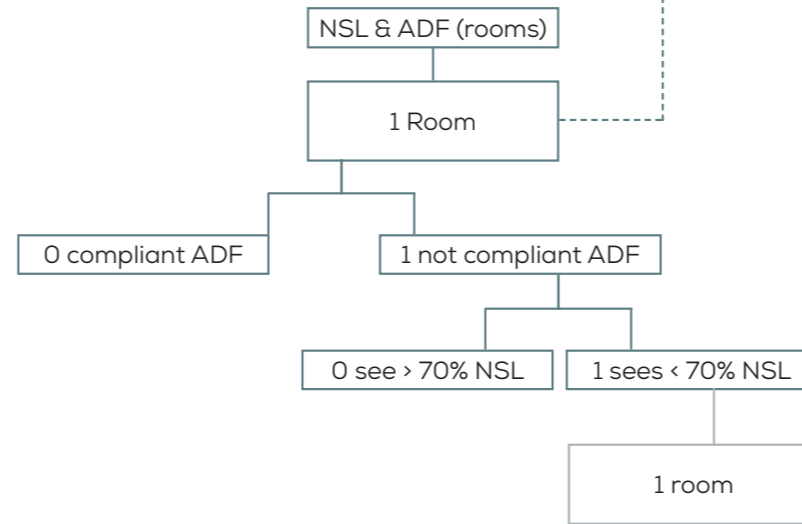 NSL & ADF (rooms)
1 Room
0 compliant ADF
1 not compliant ADF
0 see > 70% NSL
1 sees < 70% NSL
1 room